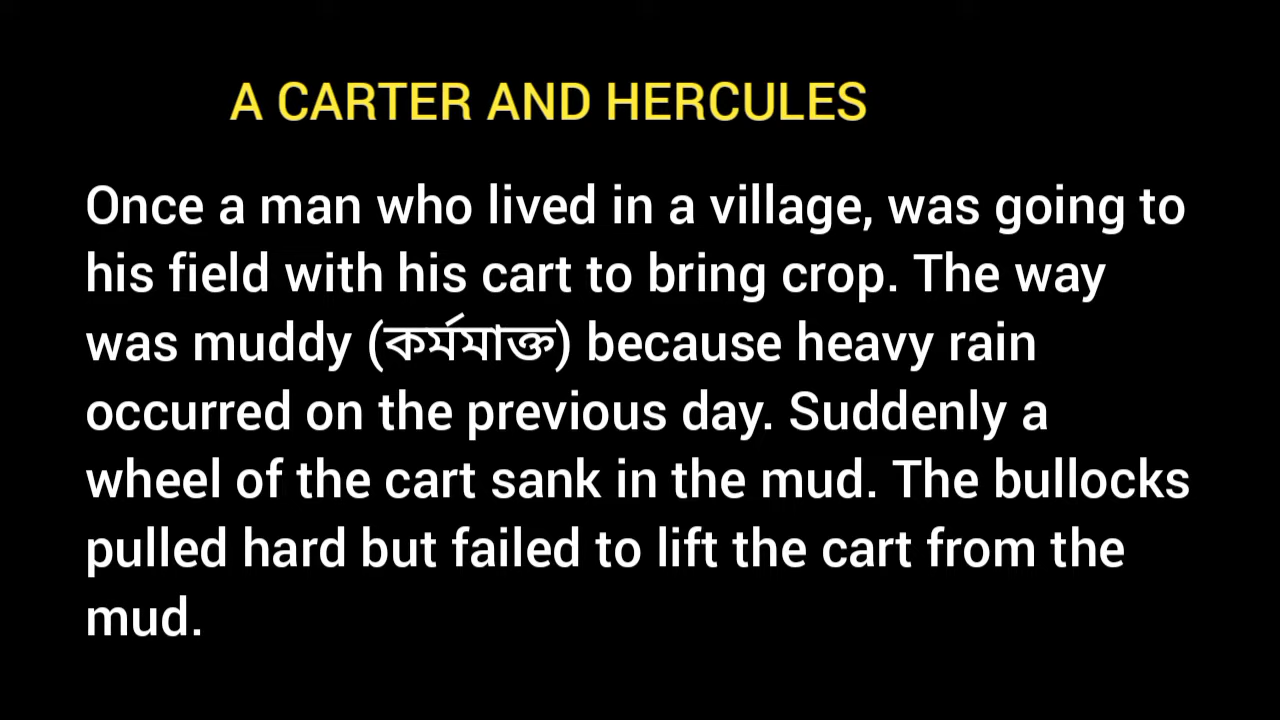 A CARTER AND HERCULES
Once a man who lived in a village, was going to
his field with his cart to bring crop. The way
was muddy (কর্মমাক্ত) because heavy rain
occurred on the previous day. Suddenly a
wheel of the cart sank in the mud. The bullocks
pulled hard but failed to lift the cart from the
mud.